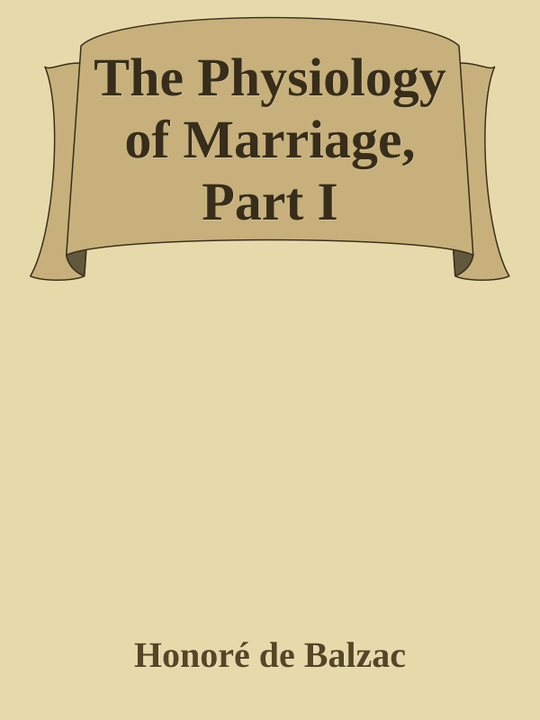 The Physiology
of Marriage,
Part I
Honoré de Balzac